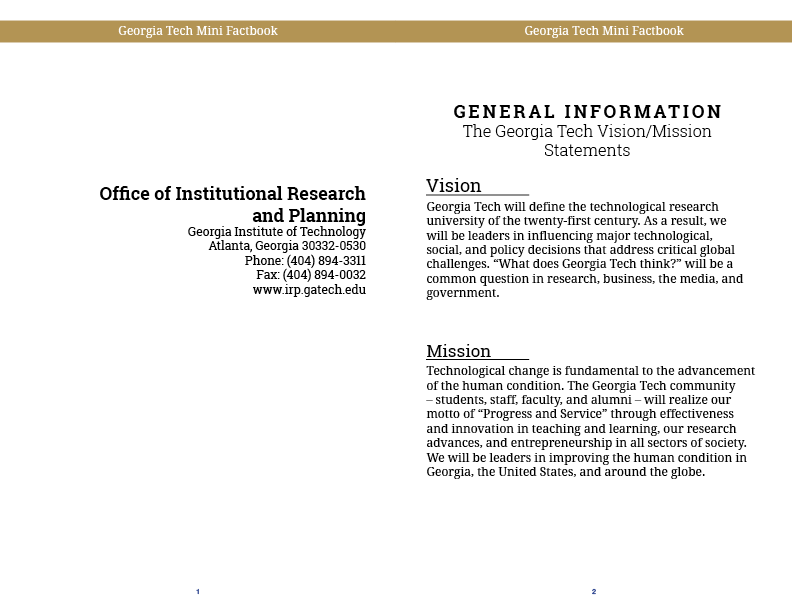 Georgia Tech Mini Factbook
Office of Institutional Research
and Planning
Georgia Institute of Technology
Atlanta, Georgia 30332-0530
Phone: (404) 894-3311
Fax: (404) 894-0032
www.irp.gatech.edu
1
Georgia Tech Mini Factbook
GENERAL INFORMATION
The Georgia Tech Vision/Mission
Statements
Vision
Georgia Tech will define the technological research
university of the twenty-first century. As a result, we
will be leaders in influencing major technological,
social, and policy decisions that address critical global
challenges. “What does Georgia Tech think?” will be a
common question in research, business, the media, and
government.
Mission
Technological change is fundamental to the advancement
of the human condition. The Georgia Tech community
– students, staff, faculty, and alumni – will realize our
motto of “Progress and Service” through effectiveness
and innovation in teaching and learning, our research
advances, and entrepreneurship in all sectors of society.
We will be leaders in improving the human condition in
Georgia, the United States, and around the globe.
2